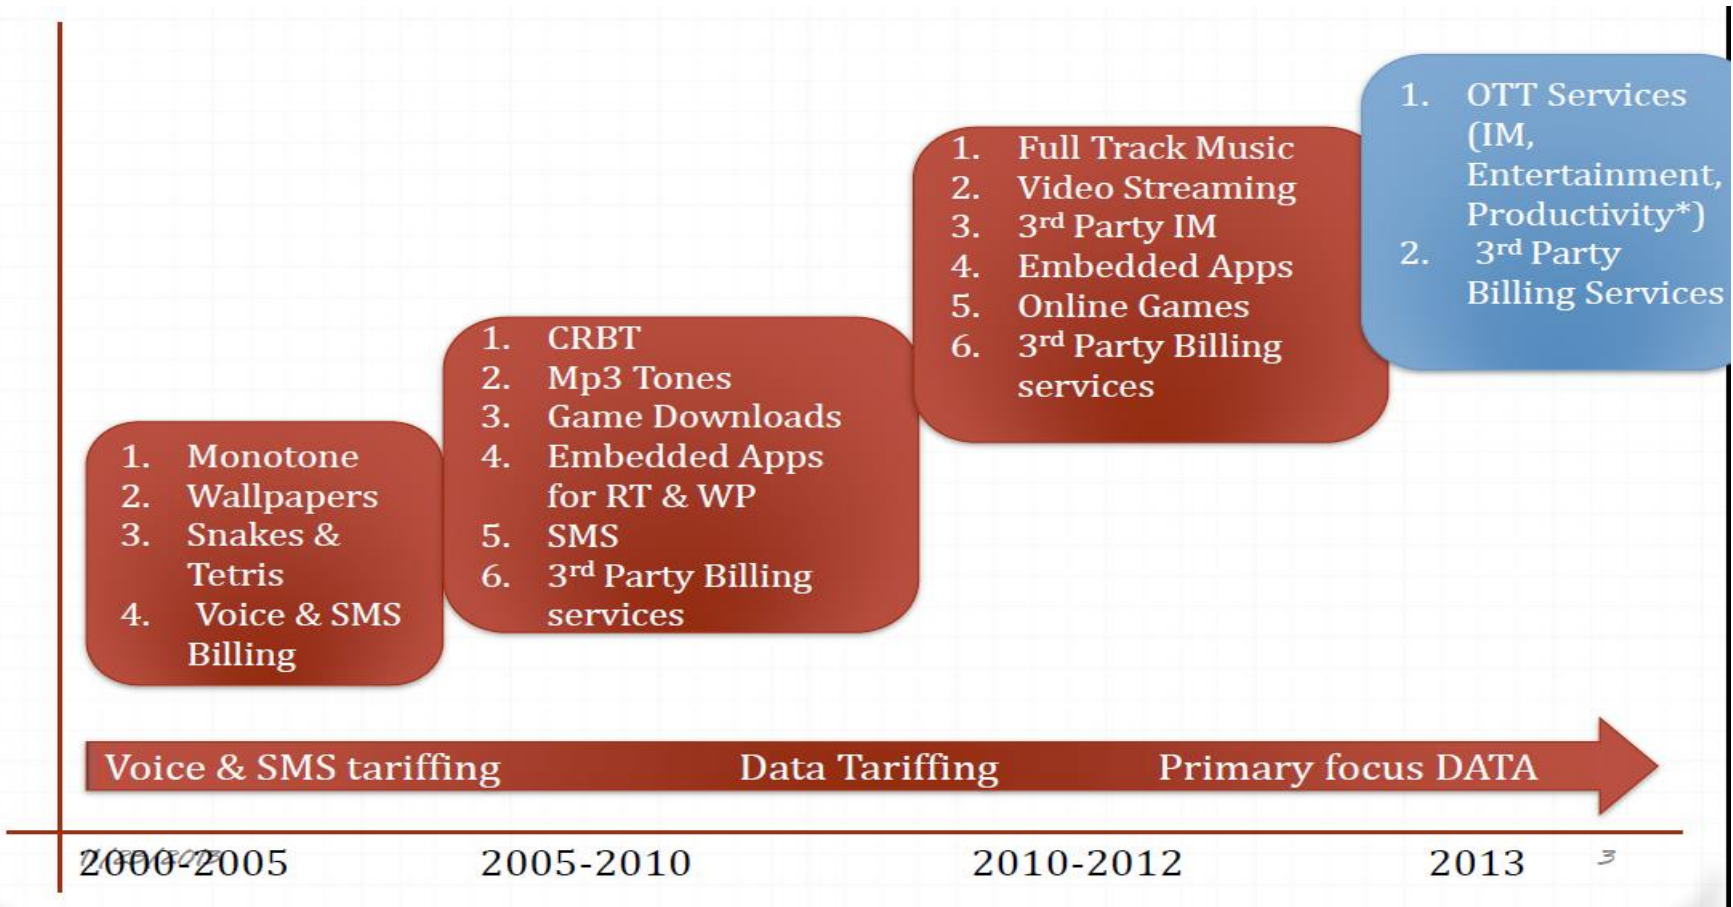 1. Monotone
2. Wallpapers
3. Snakes &
Tetris
4. Voice & SMS
Billing
1. CRBT
2. Mp3 Tones
3. Game Downloads
4. Embedded Apps
for RT & WP
5. SMS
6. 3rd Party Billing
services
1. Full Track Music
2. Video Streaming
3. 3rd Party IM
4. Embedded Apps
5. Online Games
6. 3rd Party Billing
services
1. OTT Services
(IM,
Entertainment,
Productivity*)
2. 3rd Party
Billing Services
Voice & SMS tariffing Data Tariffing Primary focus DATA
2000-2005 2005-2010 2010-2012 2013 3